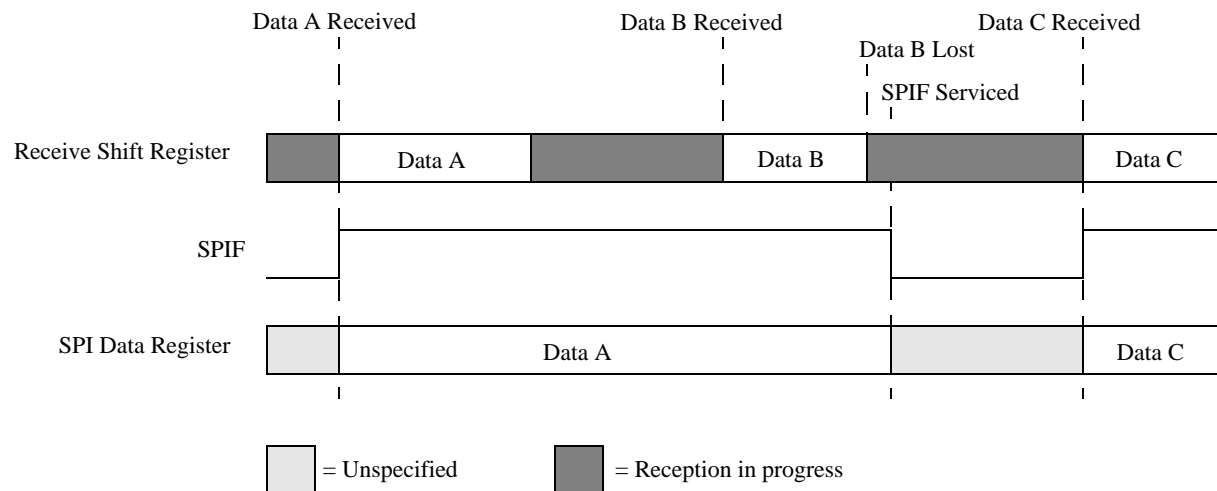 Data A Received
Data B Received
Data C Received
Data B Lost
SPIF Serviced
Receive Shift Register
Data A
Data B
Data C
SPIF
SPI Data Register
Data A
Data C
= Unspecified
= Reception in progress